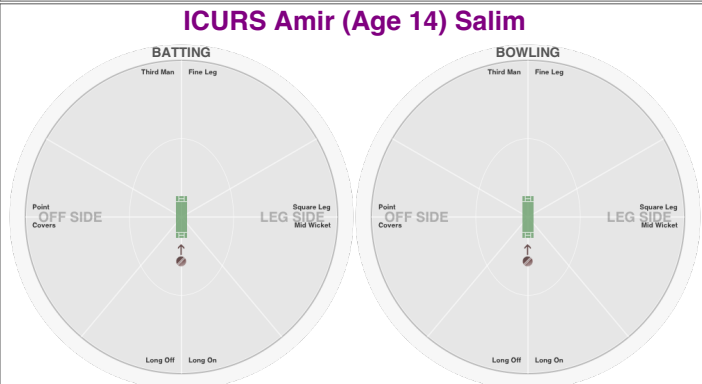 ICURS Amir (Age 14) Salim
BATTING
Third Man
Fine Leg
Point
OFF SIDE
Covers
Square Leg
LEG SIDE
Mid Wicket
Long Off
Long On
BOWLING
Third Man
Fine Leg
Point
OFF SIDE
Covers
Square Leg
LEG SIDE
Mid Wicket
Long Off
Long On